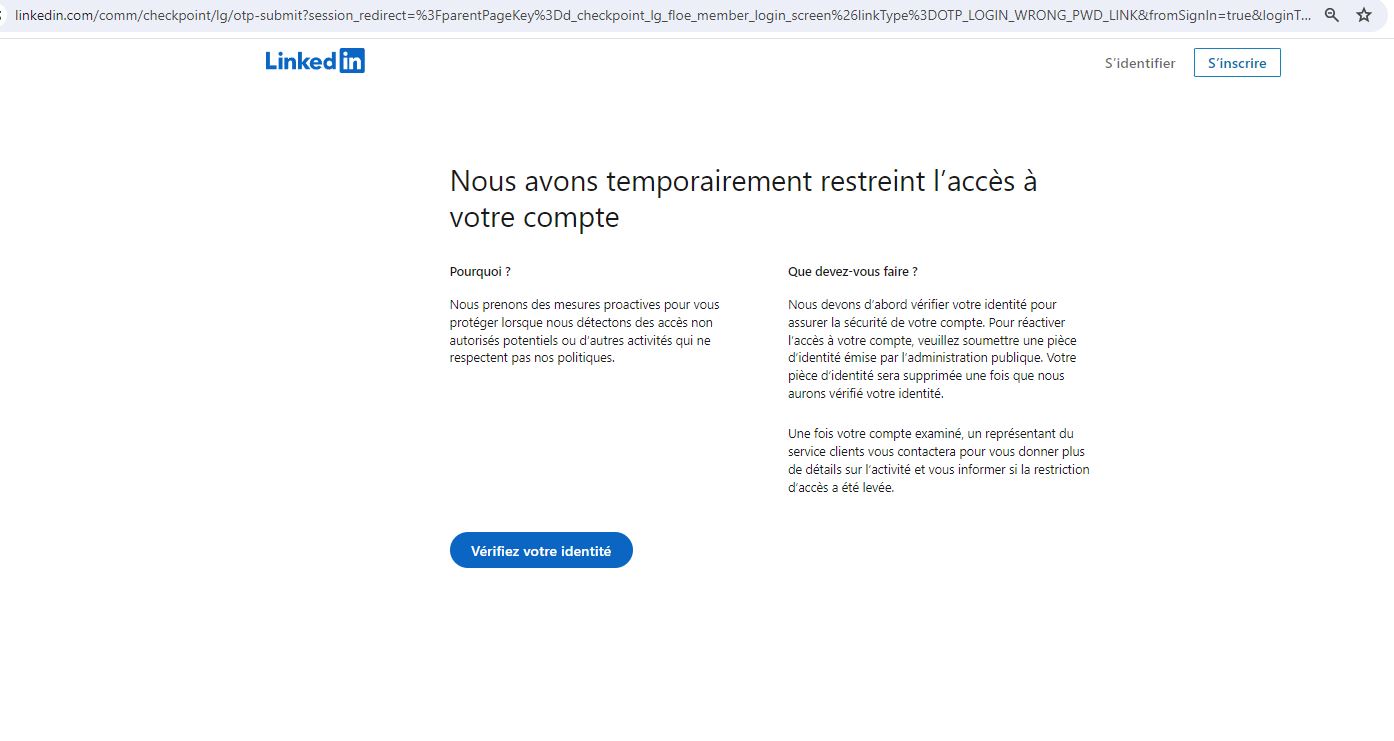 linkedin.com/comm/checkpoint/lg/otp-submit?session_redirect=%3FparentPageKey%3Dd_checkpoint_lg_floe_member_login_screen%26linkType%3DOTP_LOGIN_WRONG_PWD_LINK&fromSignIn=true&loginT...
Linked in
S’identifier
S’inscrire
Nous avons temporairement restreint l’accès à
votre compte
Pourquoi ?
Nous prenons des mesures proactives pour vous
protéger lorsque nous détectons des accès non
autorisés potentiels ou d’autres activités qui ne
respectent pas nos politiques.
Que devez-vous faire ?
Nous devons d’abord vérifier votre identité pour
assurer la sécurité de votre compte. Pour réactiver
l’accès à votre compte, veuillez soumettre une pièce
d’identité émise par l’administration publique. Votre
pièce d’identité sera supprimée une fois que nous
aurons vérifié votre identité.
Une fois votre compte examiné, un représentant du
service clients vous contactera pour vous donner plus
de détails sur l’activité et vous informer si la restriction
d’accès a été levée.
Vérifiez votre identité